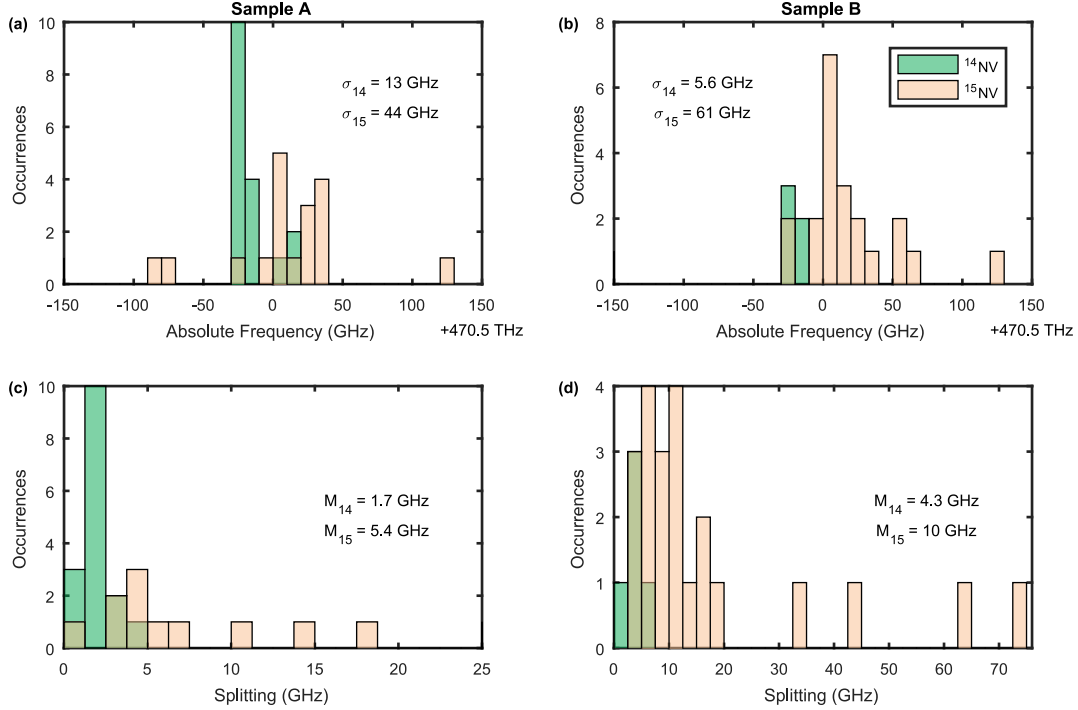 Sample A
(a)
10
8
6
4
2
0
Occurrences
σ14 = 13 GHz
σ15 = 44 GHz
-150 -100 -50 0 50 100 150
Absolute Frequency (GHz)
+470.5 THz
Sample B
(b)
8
6
4
2
0
Occurrences
σ14 = 5.6 GHz
σ15 = 61 GHz
14NV
15NV
-150 -100 -50 0 50 100 150
Absolute Frequency (GHz)
+470.5 THz
(c)
10
8
6
4
2
0
Occurrences
M14 = 1.7 GHz
M15 = 5.4 GHz
0 5 10 15 20 25
Splitting (GHz)
(d)
4
3
2
1
0
Occurrences
M14 = 4.3 GHz
M15 = 10 GHz
0 10 20 30 40 50 60 70
Splitting (GHz)